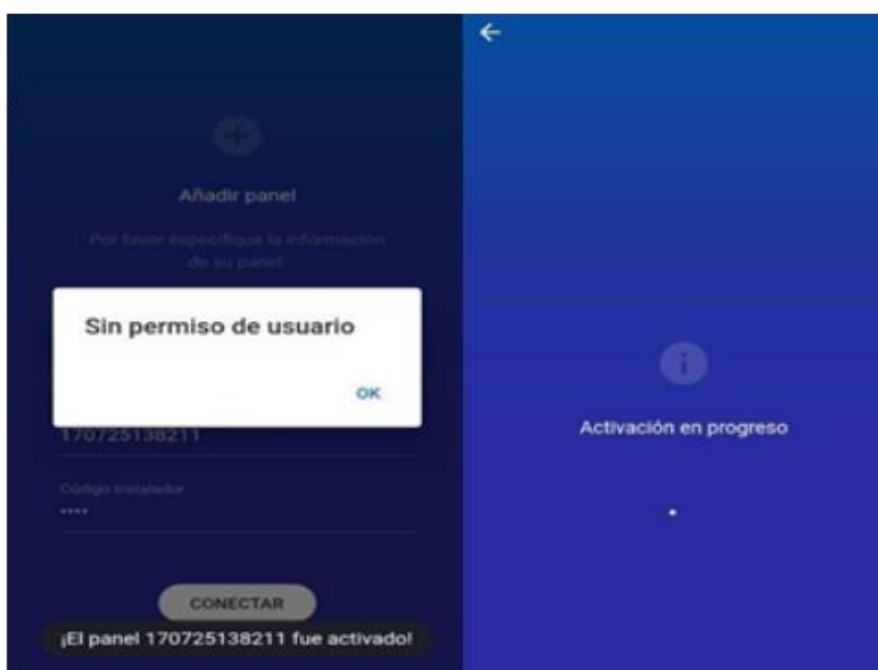 Añadir panel
Por favor especifique la información
de su panel
Sin permiso de usuario
OK
170725138211
Código Instalador
••••
CONECTAR
¡El panel 170725138211 fue activado!
Activación en progreso